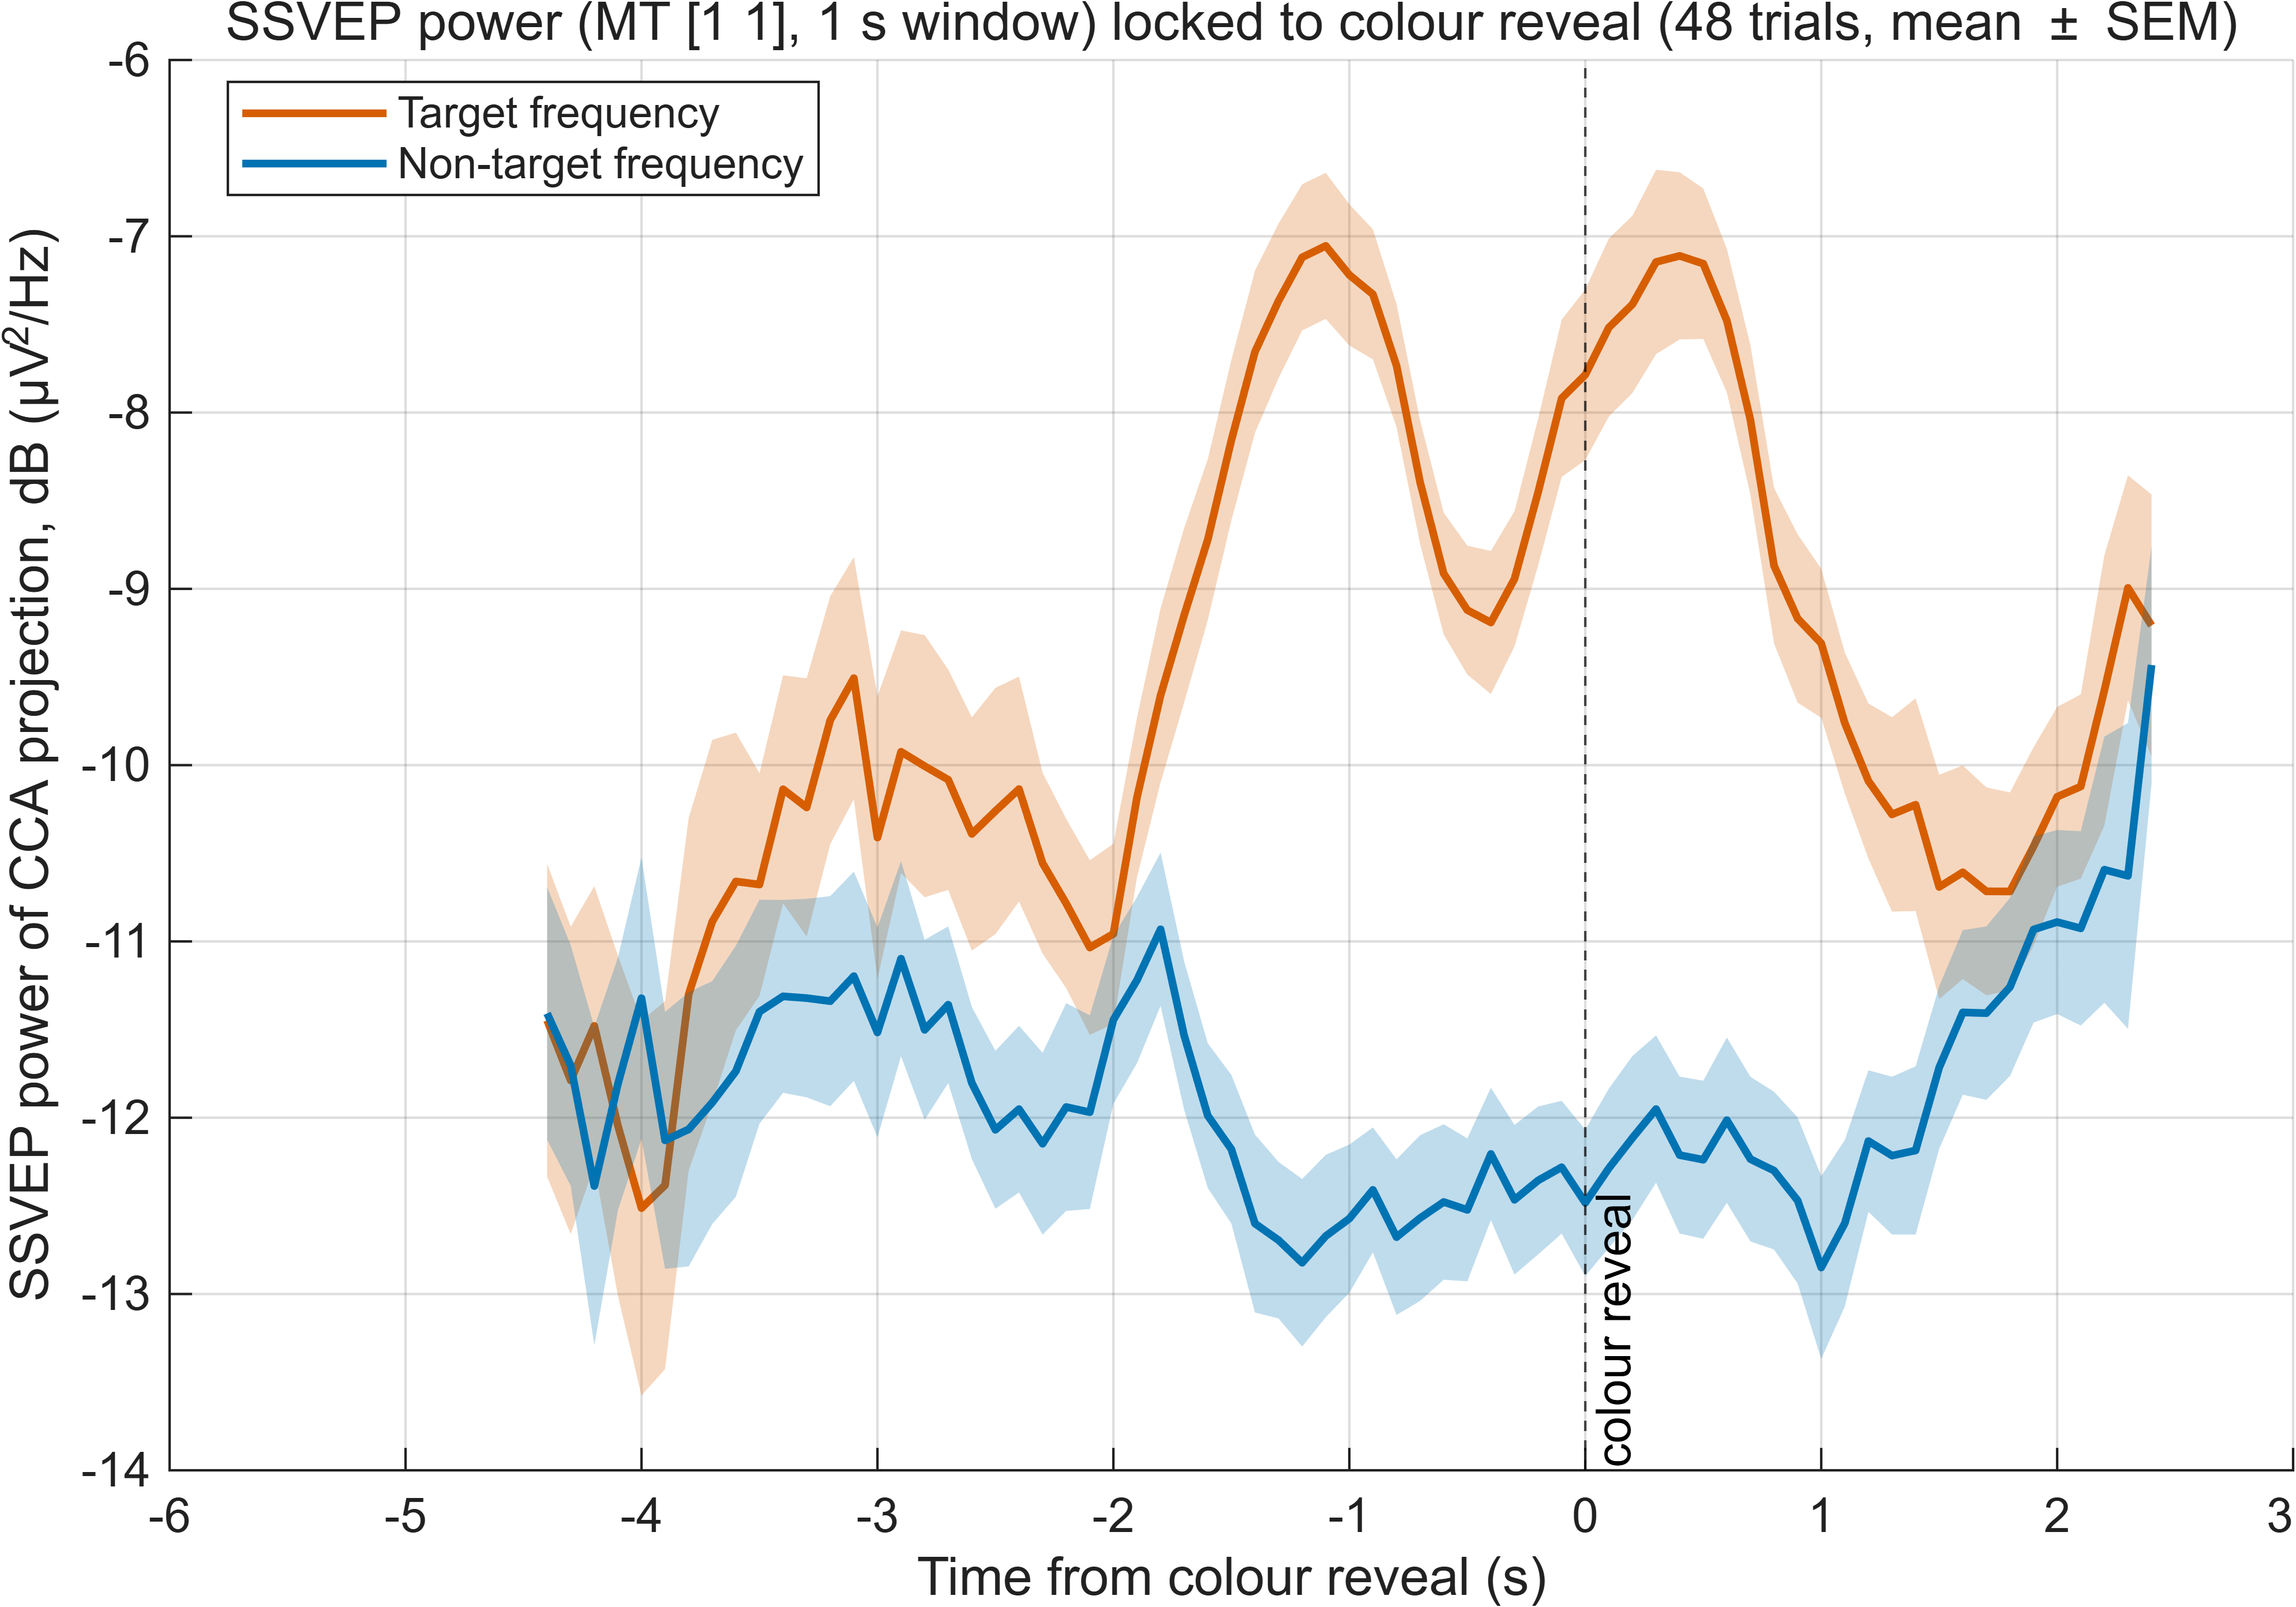 SSVEP power (MT [1 1], 1 s window) locked to colour reveal (48 trials, mean ± SEM)
Target frequency
Non-target frequency
SSVEP power of CCA projection, dB (µV²/Hz)
-6
-7
-8
-9
-10
-11
-12
-13
-14
colour reveal
-6 -5 -4 -3 -2 -1 0 1 2 3
Time from colour reveal (s)